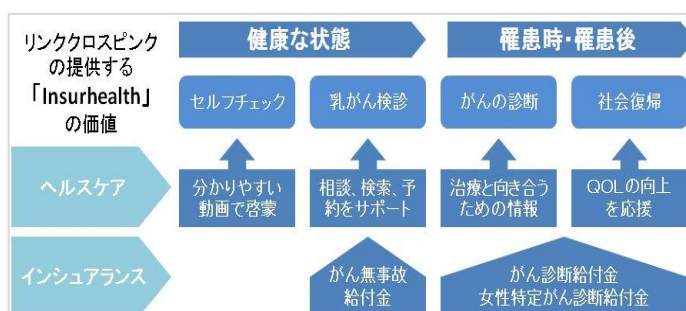 リンククロスピンク
の提供する
「Insurhealth」
の価値
健康な状態
罹患時・罹患後
セルフチェック
乳がん検診
がんの診断
社会復帰
ヘルスケア
分かりやすい
動画で啓蒙
相談、検索、予
約をサポート
治療と向き合う
ための情報
QOLの向上
を応援
インシュアランス
がん無事故
給付金
がん診断給付金
女性特定がん診断給付金